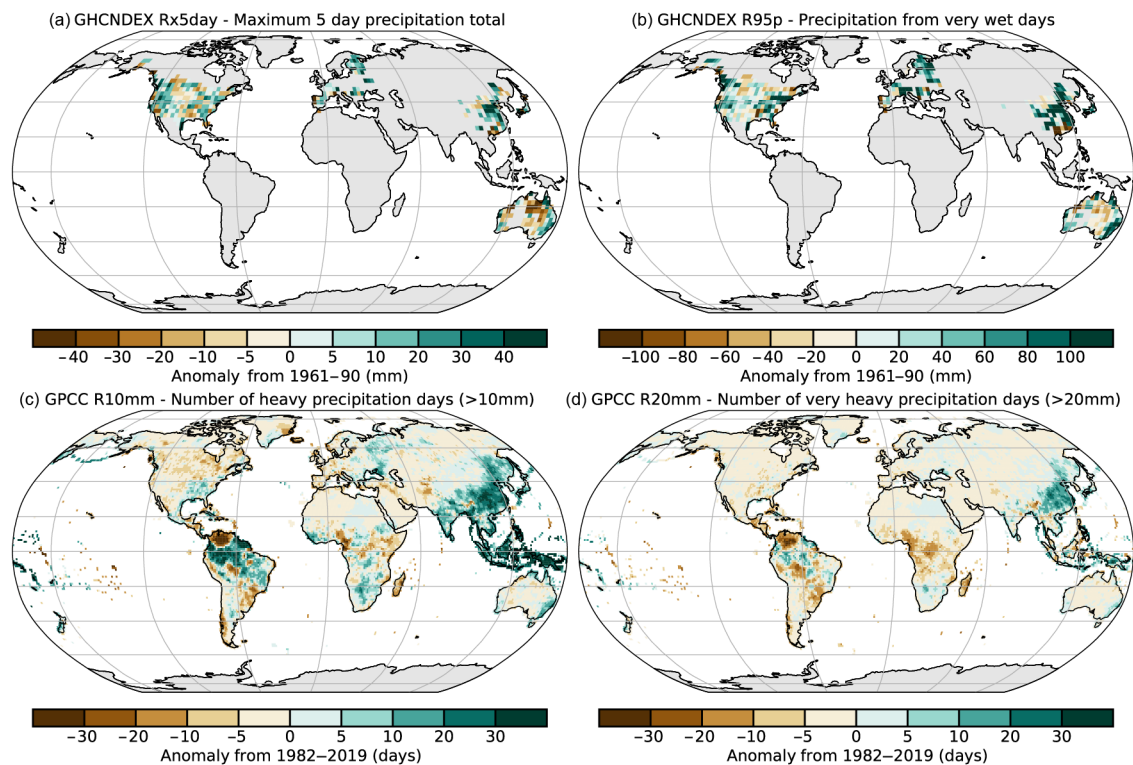 (a) GHCNDEX Rx5day - Maximum 5 day precipitation total
(b) GHCNDEX R95p - Precipitation from very wet days
−40 −30 −20 −10 −5 0 5 10 20 30 40
Anomaly from 1961–90 (mm)
−100 −80 −60 −40 −20 0 20 40 60 80 100
Anomaly from 1961–90 (mm)
(c) GPCC R10mm - Number of heavy precipitation days (>10mm)
(d) GPCC R20mm - Number of very heavy precipitation days (>20mm)
−30 −20 −10 −5 0 5 10 20 30
Anomaly from 1982–2019 (days)
−30 −20 −10 −5 0 5 10 20 30
Anomaly from 1982–2019 (days)